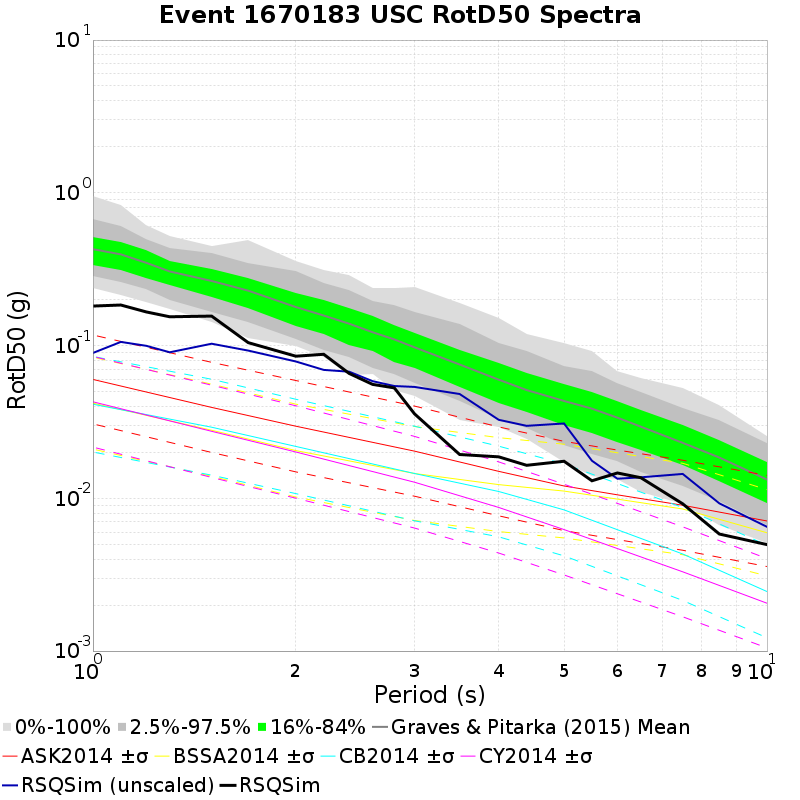 Event 1670183 USC RotD50 Spectra
10^1
10^0
10^-1
10^-2
10^-3
RotD50 (g)
10^0 2 3 4 5 6 7 8 9 10^1
Period (s)
0%-100% 2.5%-97.5% 16%-84% Graves & Pitarka (2015) Mean
ASK2014 ±σ BSSA2014 ±σ CB2014 ±σ CY2014 ±σ
RSQSim (unscaled) RSQSim